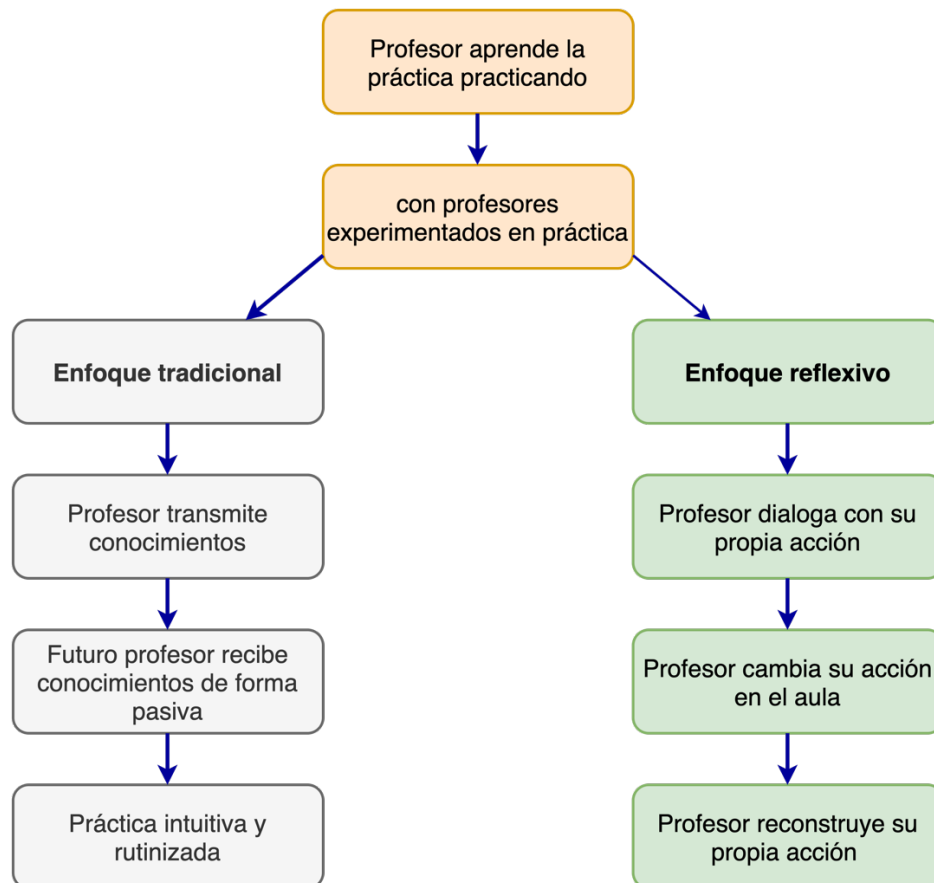 Profesor aprende la
práctica practicando
con profesores
experimentados en práctica
Enfoque tradicional
Enfoque reflexivo
Profesor transmite
conocimientos
Profesor dialoga con su
propia acción
Futuro profesor recibe
conocimientos de forma
pasiva
Profesor cambia su acción
en el aula
Práctica intuitiva y
rutinizada
Profesor reconstruye su
propia acción